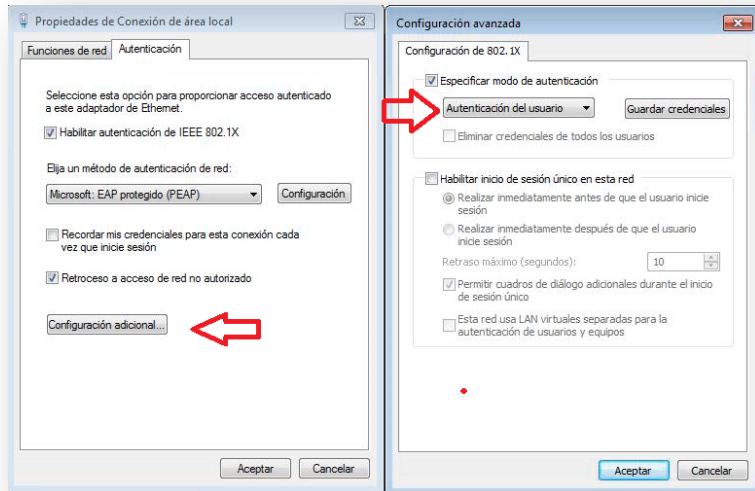 Propiedades de Conexión de área local
Funciones de red
Autenticación
Seleccione esta opción para proporcionar acceso autenticado
a este adaptador de Ethernet.
Habilitar autenticación de IEEE 802.1X
Elija un método de autenticación de red:
Microsoft: EAP protegido (PEAP)
Configuración
Recordar mis credenciales para esta conexión cada
vez que inicie sesión
Retroceso a acceso de red no autorizado
Configuración adicional...
Aceptar
Cancelar
Configuración avanzada
Configuración de 802.1X
Especificar modo de autenticación
Autenticación del usuario
Guardar credenciales
Eliminar credenciales de todos los usuarios
Habilitar inicio de sesión único en esta red
Realizar inmediatamente antes de que el usuario inicie
sesión
Realizar inmediatamente después de que el usuario
inicie sesión
Retraso máximo (segundos):
10
Permitir cuadros de diálogo adicionales durante el inicio
de sesión único
Esta red usa LAN virtuales separadas para la
autenticación de usuarios y equipos
Aceptar
Cancelar